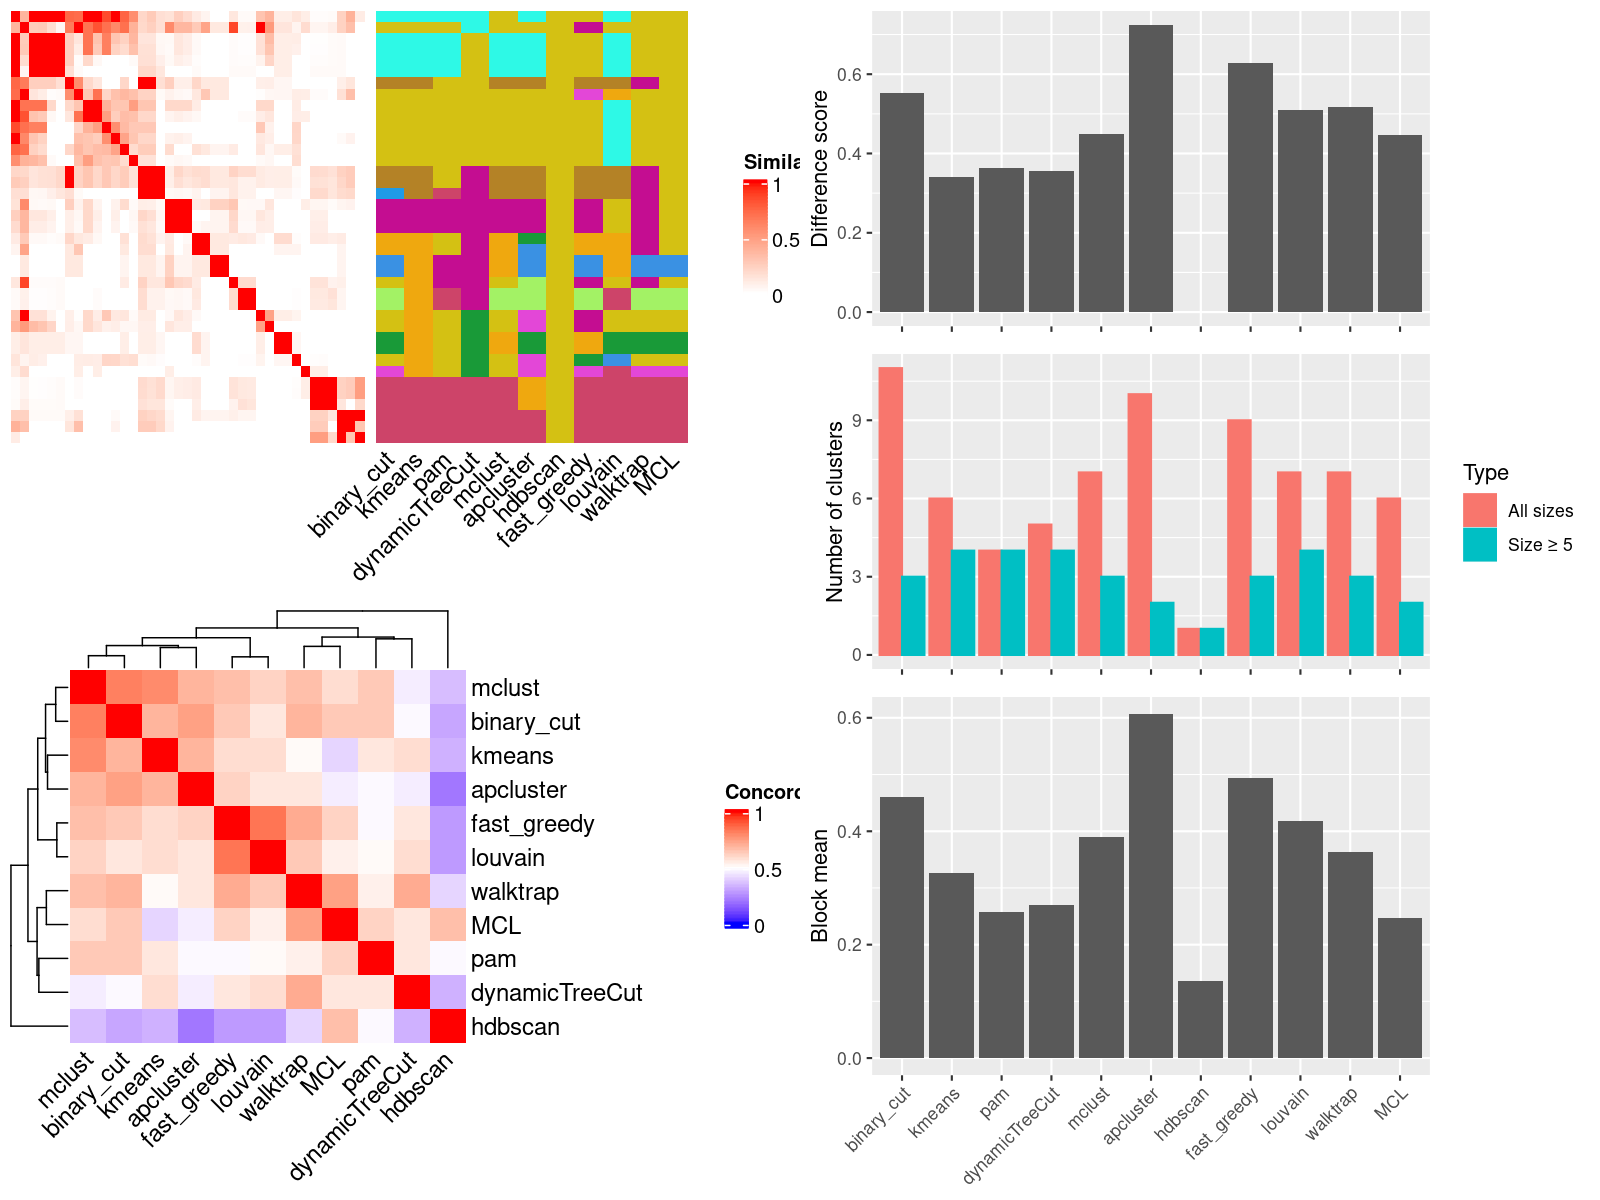 Simila
1
0.5
0
binary_cut
kmeans
pam
dynamicTreeCut
mclust
apcluster
hdbscan
fast_greedy
louvain
walktrap
MCL
mclust
binary_cut
kmeans
apcluster
fast_greedy
louvain
walktrap
MCL
pam
dynamicTreeCut
hdbscan
mclust
binary_cut
kmeans
apcluster
fast_greedy
louvain
walktrap
MCL
pam
dynamicTreeCut
hdbscan
Concord
1
0.5
0
Difference score
0.6
0.4
0.2
0.0
Number of clusters
9
6
3
0
Type
All sizes
Size ≥ 5
Block mean
0.6
0.4
0.2
0.0
binary_cut
kmeans
pam
dynamicTreeCut
mclust
apcluster
hdbscan
fast_greedy
louvain
walktrap
MCL